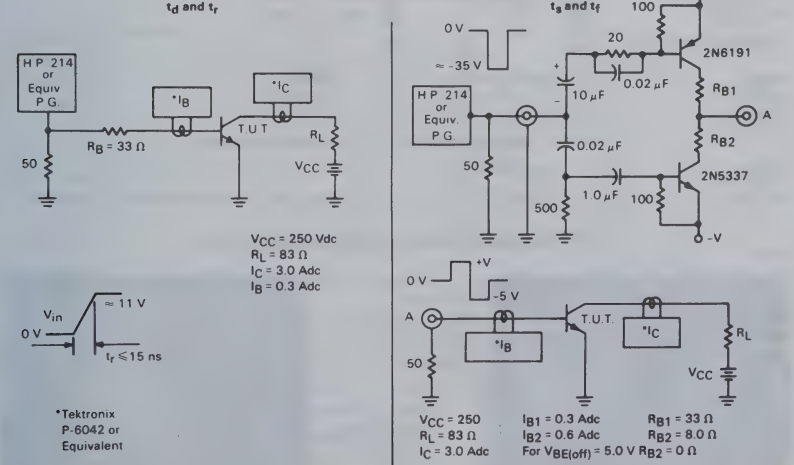 td and tr
HP 214
or
Equiv
P.G.
*IB
*IC
T.U.T
RB = 33 Ω
50
RL
VCC
VCC = 250 Vdc
RL = 83 Ω
IC = 3.0 Adc
IB = 0.3 Adc
Vin
≈ 11 V
0 V
tr ≤ 15 ns
*Tektronix
P-6042 or
Equivalent
ts and tf
0 V
≈ -35 V
100
20
0.02 μF
2N6191
+
10 μF
−
RB1
HP 214
or
Equiv.
P.G.
A
RB2
0.02 μF
50
2N5337
1.0 μF
100
500
-V
+V
0 V
-5 V
A
T.U.T.
*IB
*IC
RL
50
VCC
VCC = 250 IB1 = 0.3 Adc RB1 = 33 Ω
RL = 83 Ω IB2 = 0.6 Adc RB2 = 8.0 Ω
IC = 3.0 Adc For VBE(off) = 5.0 V RB2 = 0 Ω